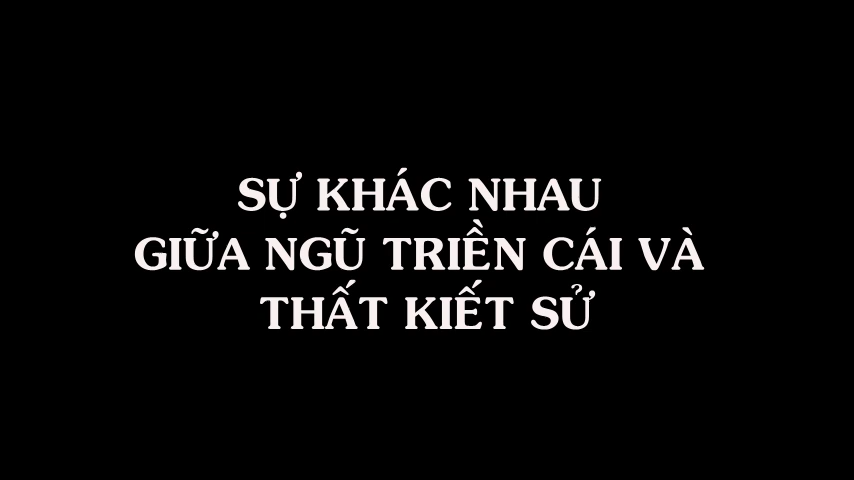 SỰ KHÁC NHAU
GIỮA NGŨ TRIỀN CÁI VÀ
THẤT KIẾT SỬ